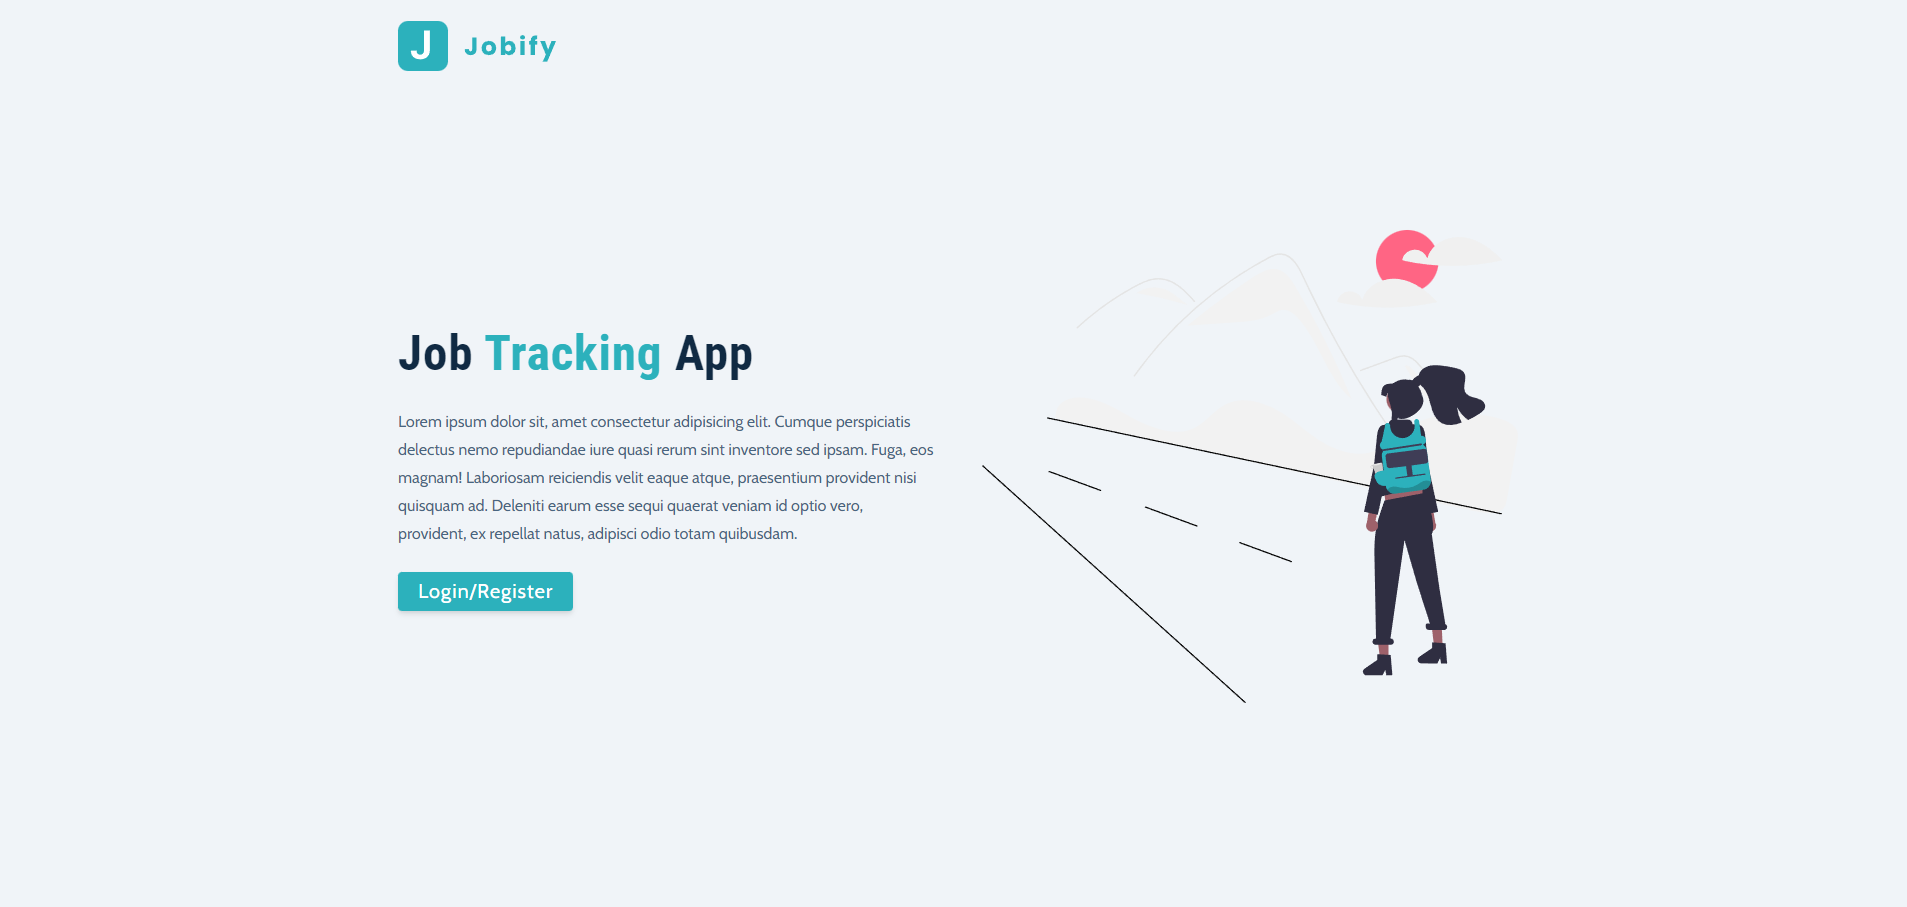 J Jobify
Job Tracking App
Lorem ipsum dolor sit, amet consectetur adipisicing elit. Cumque perspiciatis
delectus nemo repudiandae iure quasi rerum sint inventore sed ipsam. Fuga, eos
magnam! Laboriosam reiciendis velit eaque atque, praesentium provident nisi
quisquam ad. Deleniti earum esse sequi quaerat veniam id optio vero,
provident, ex repellat natus, adipisci odio totam quibusdam.
Login/Register